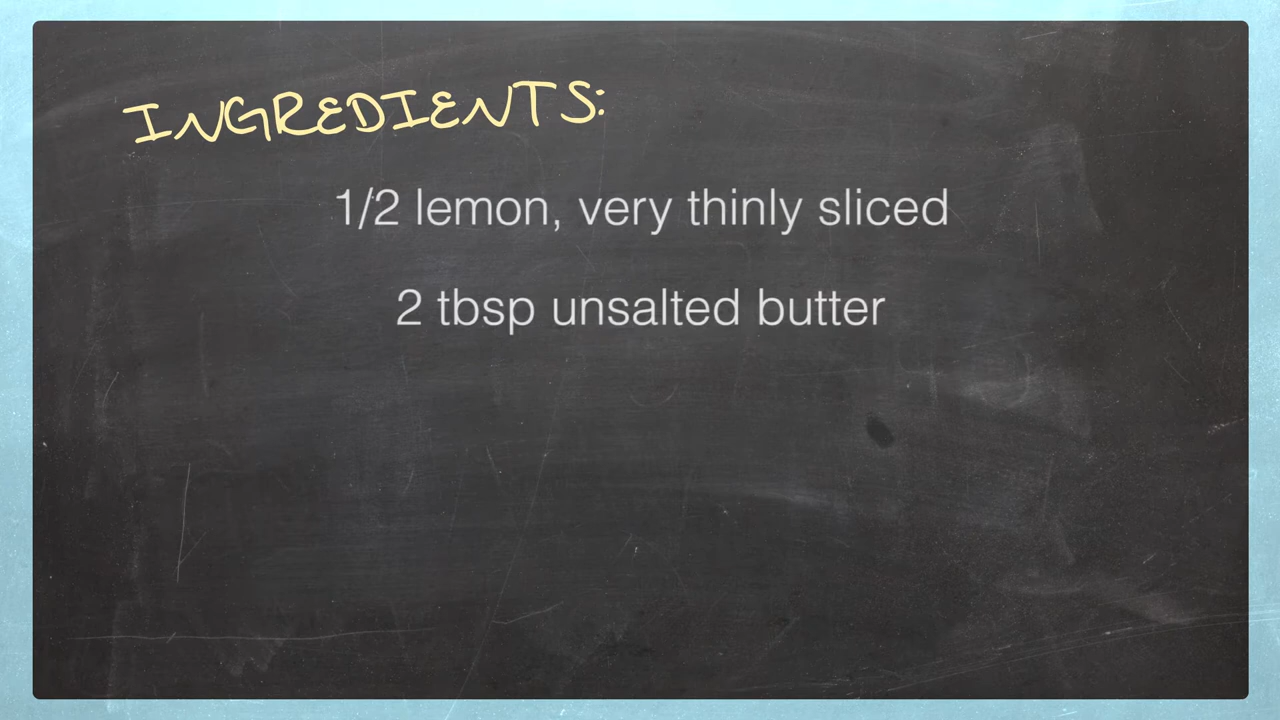 INGREDIENTS:
1/2 lemon, very thinly sliced
2 tbsp unsalted butter